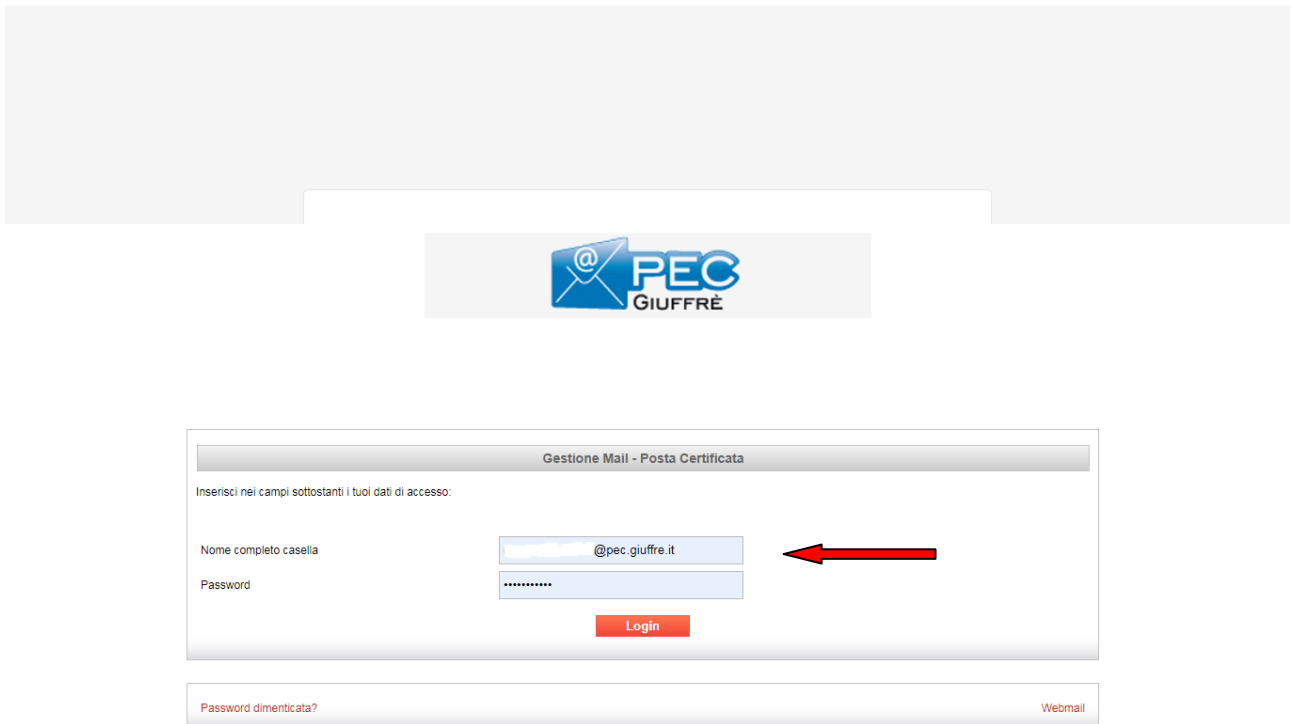 @ PEC
GIUFFRÈ
Gestione Mail - Posta Certificata
Inserisci nei campi sottostanti i tuoi dati di accesso:
Nome completo casella @pec.giuffre.it
Password •••••••••••
Login
Password dimenticata? Webmail